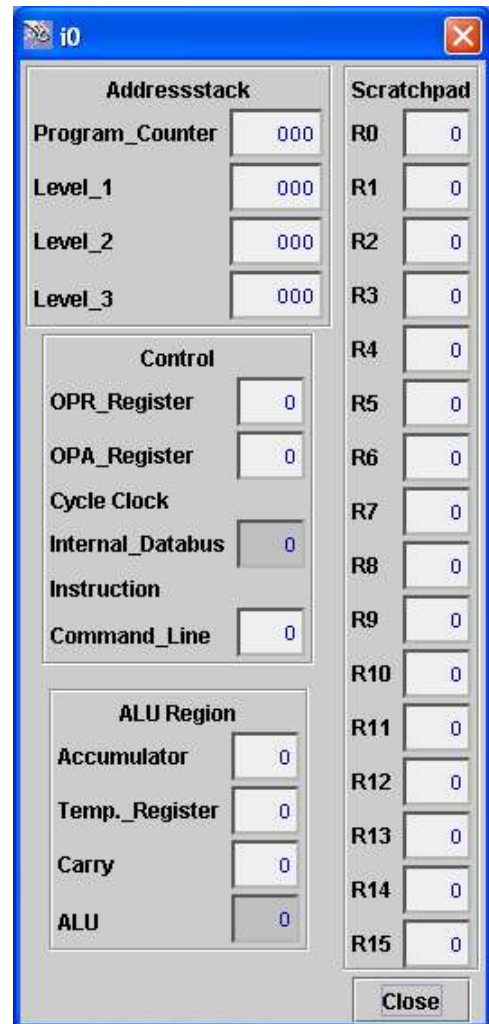 i0
Addressstack
Program_Counter 000
Level_1 000
Level_2 000
Level_3 000
Control
OPR_Register 0
OPA_Register 0
Cycle Clock
Internal_Databus 0
Instruction
Command_Line 0
ALU Region
Accumulator 0
Temp._Register 0
Carry 0
ALU 0
Scratchpad
R0 0
R1 0
R2 0
R3 0
R4 0
R5 0
R6 0
R7 0
R8 0
R9 0
R10 0
R11 0
R12 0
R13 0
R14 0
R15 0
Close